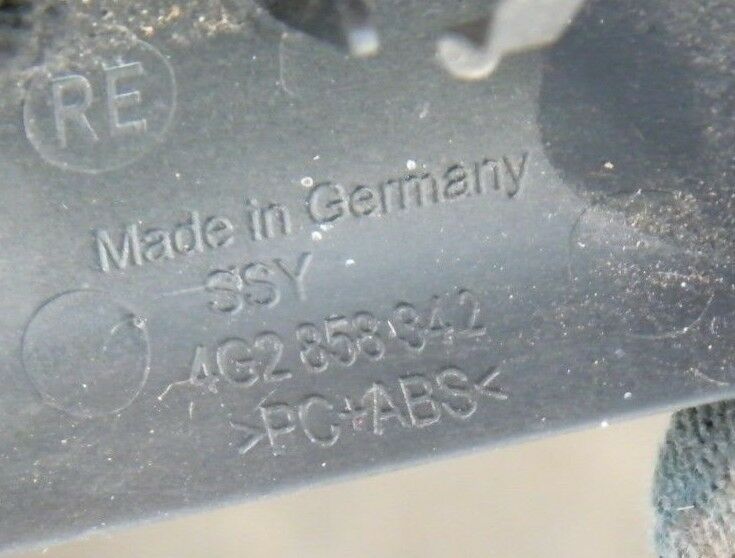 RE
Made in Germany
SSY
4G2 858 342
>PC+ABS<